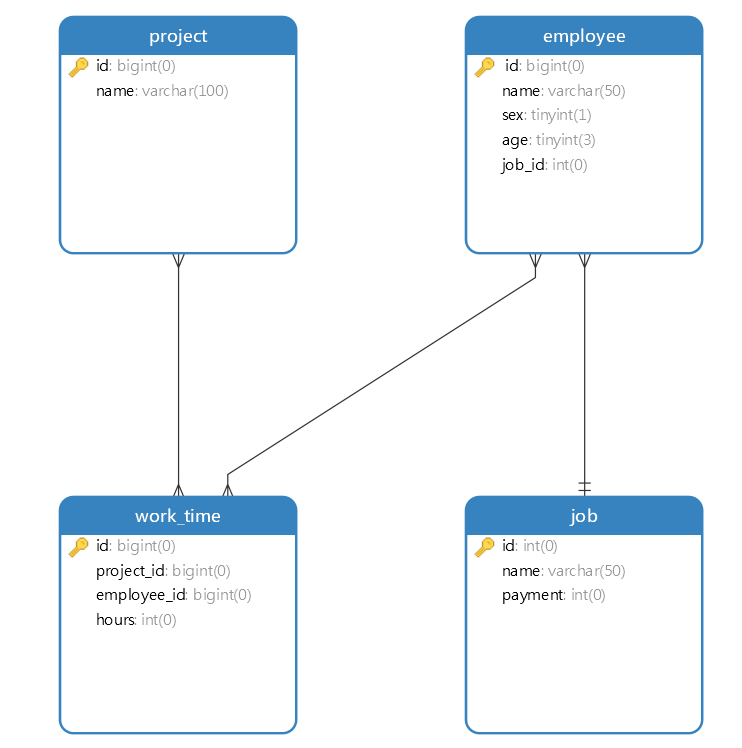 project
id: bigint(0)
name: varchar(100)
employee
id: bigint(0)
name: varchar(50)
sex: tinyint(1)
age: tinyint(3)
job_id: int(0)
work_time
id: bigint(0)
project_id: bigint(0)
employee_id: bigint(0)
hours: int(0)
job
id: int(0)
name: varchar(50)
payment: int(0)